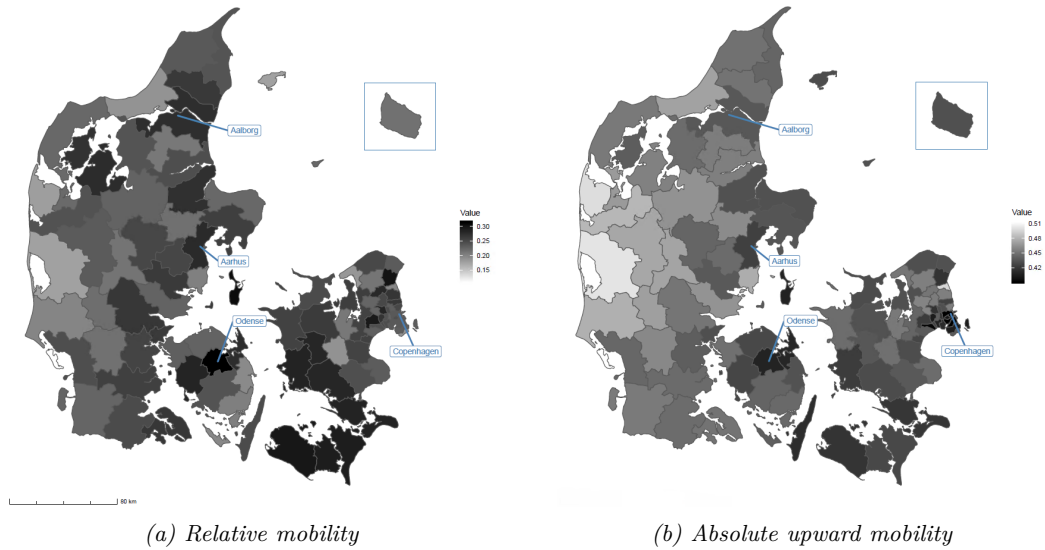 Aalborg
Aarhus
Odense
Copenhagen
Value
0.30
0.25
0.20
0.15
80 km
(a) Relative mobility
Aalborg
Aarhus
Odense
Copenhagen
Value
0.51
0.48
0.45
0.42
(b) Absolute upward mobility